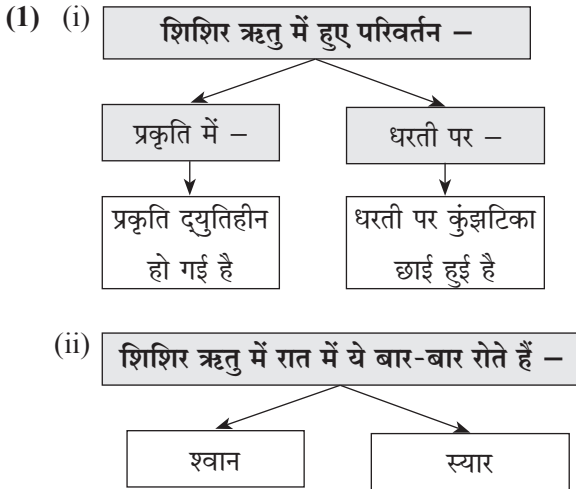 (1) (i) शिशिर ऋतु में हुए परिवर्तन –
प्रकृति में – धरती पर –
प्रकृति द्‌युतिहीन धरती पर कुंझटिका
हो गई है छाई हुई है
(ii) शिशिर ऋतु में रात में ये बार-बार रोते हैं –
श्वान स्यार